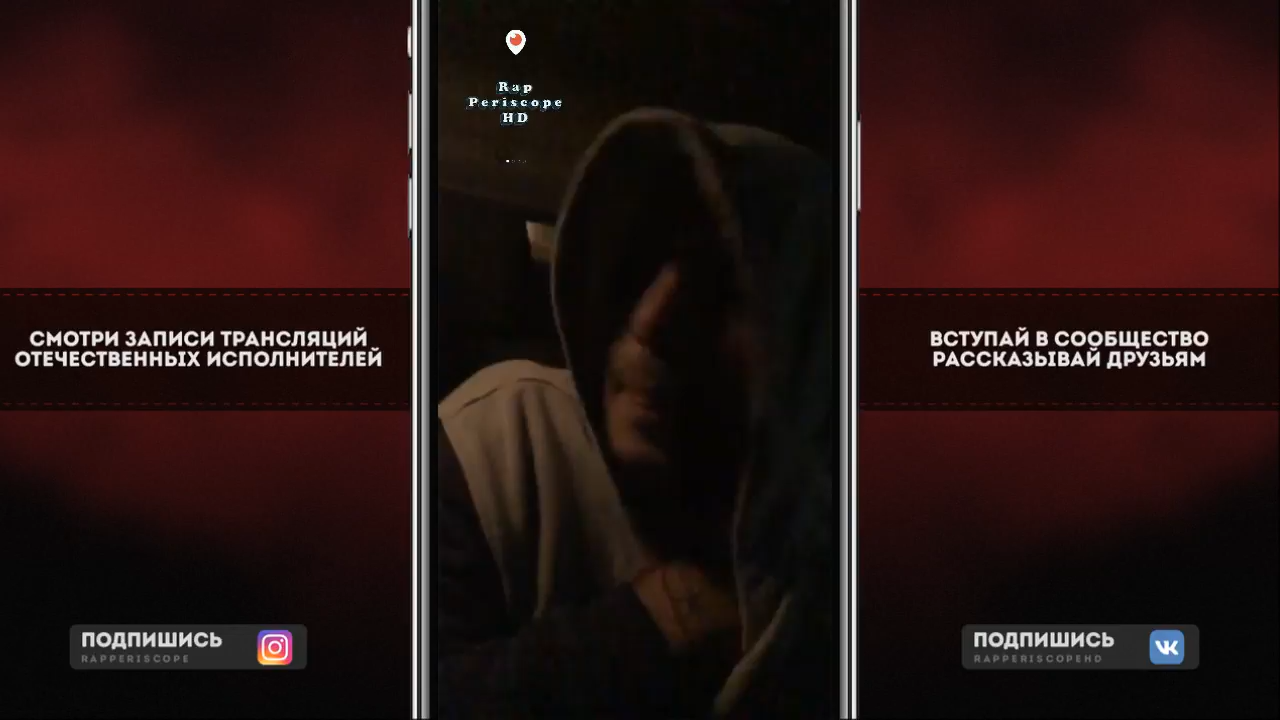 Rap
Periscope
HD
СМОТРИ ЗАПИСИ ТРАНСЛЯЦИЙ
ОТЕЧЕСТВЕННЫХ ИСПОЛНИТЕЛЕЙ
ВСТУПАЙ В СООБЩЕСТВО
РАССКАЗЫВАЙ ДРУЗЬЯМ
ПОДПИШИСЬ
RAPPERISCOPE
ПОДПИШИСЬ
RAPPERISCOPEHD